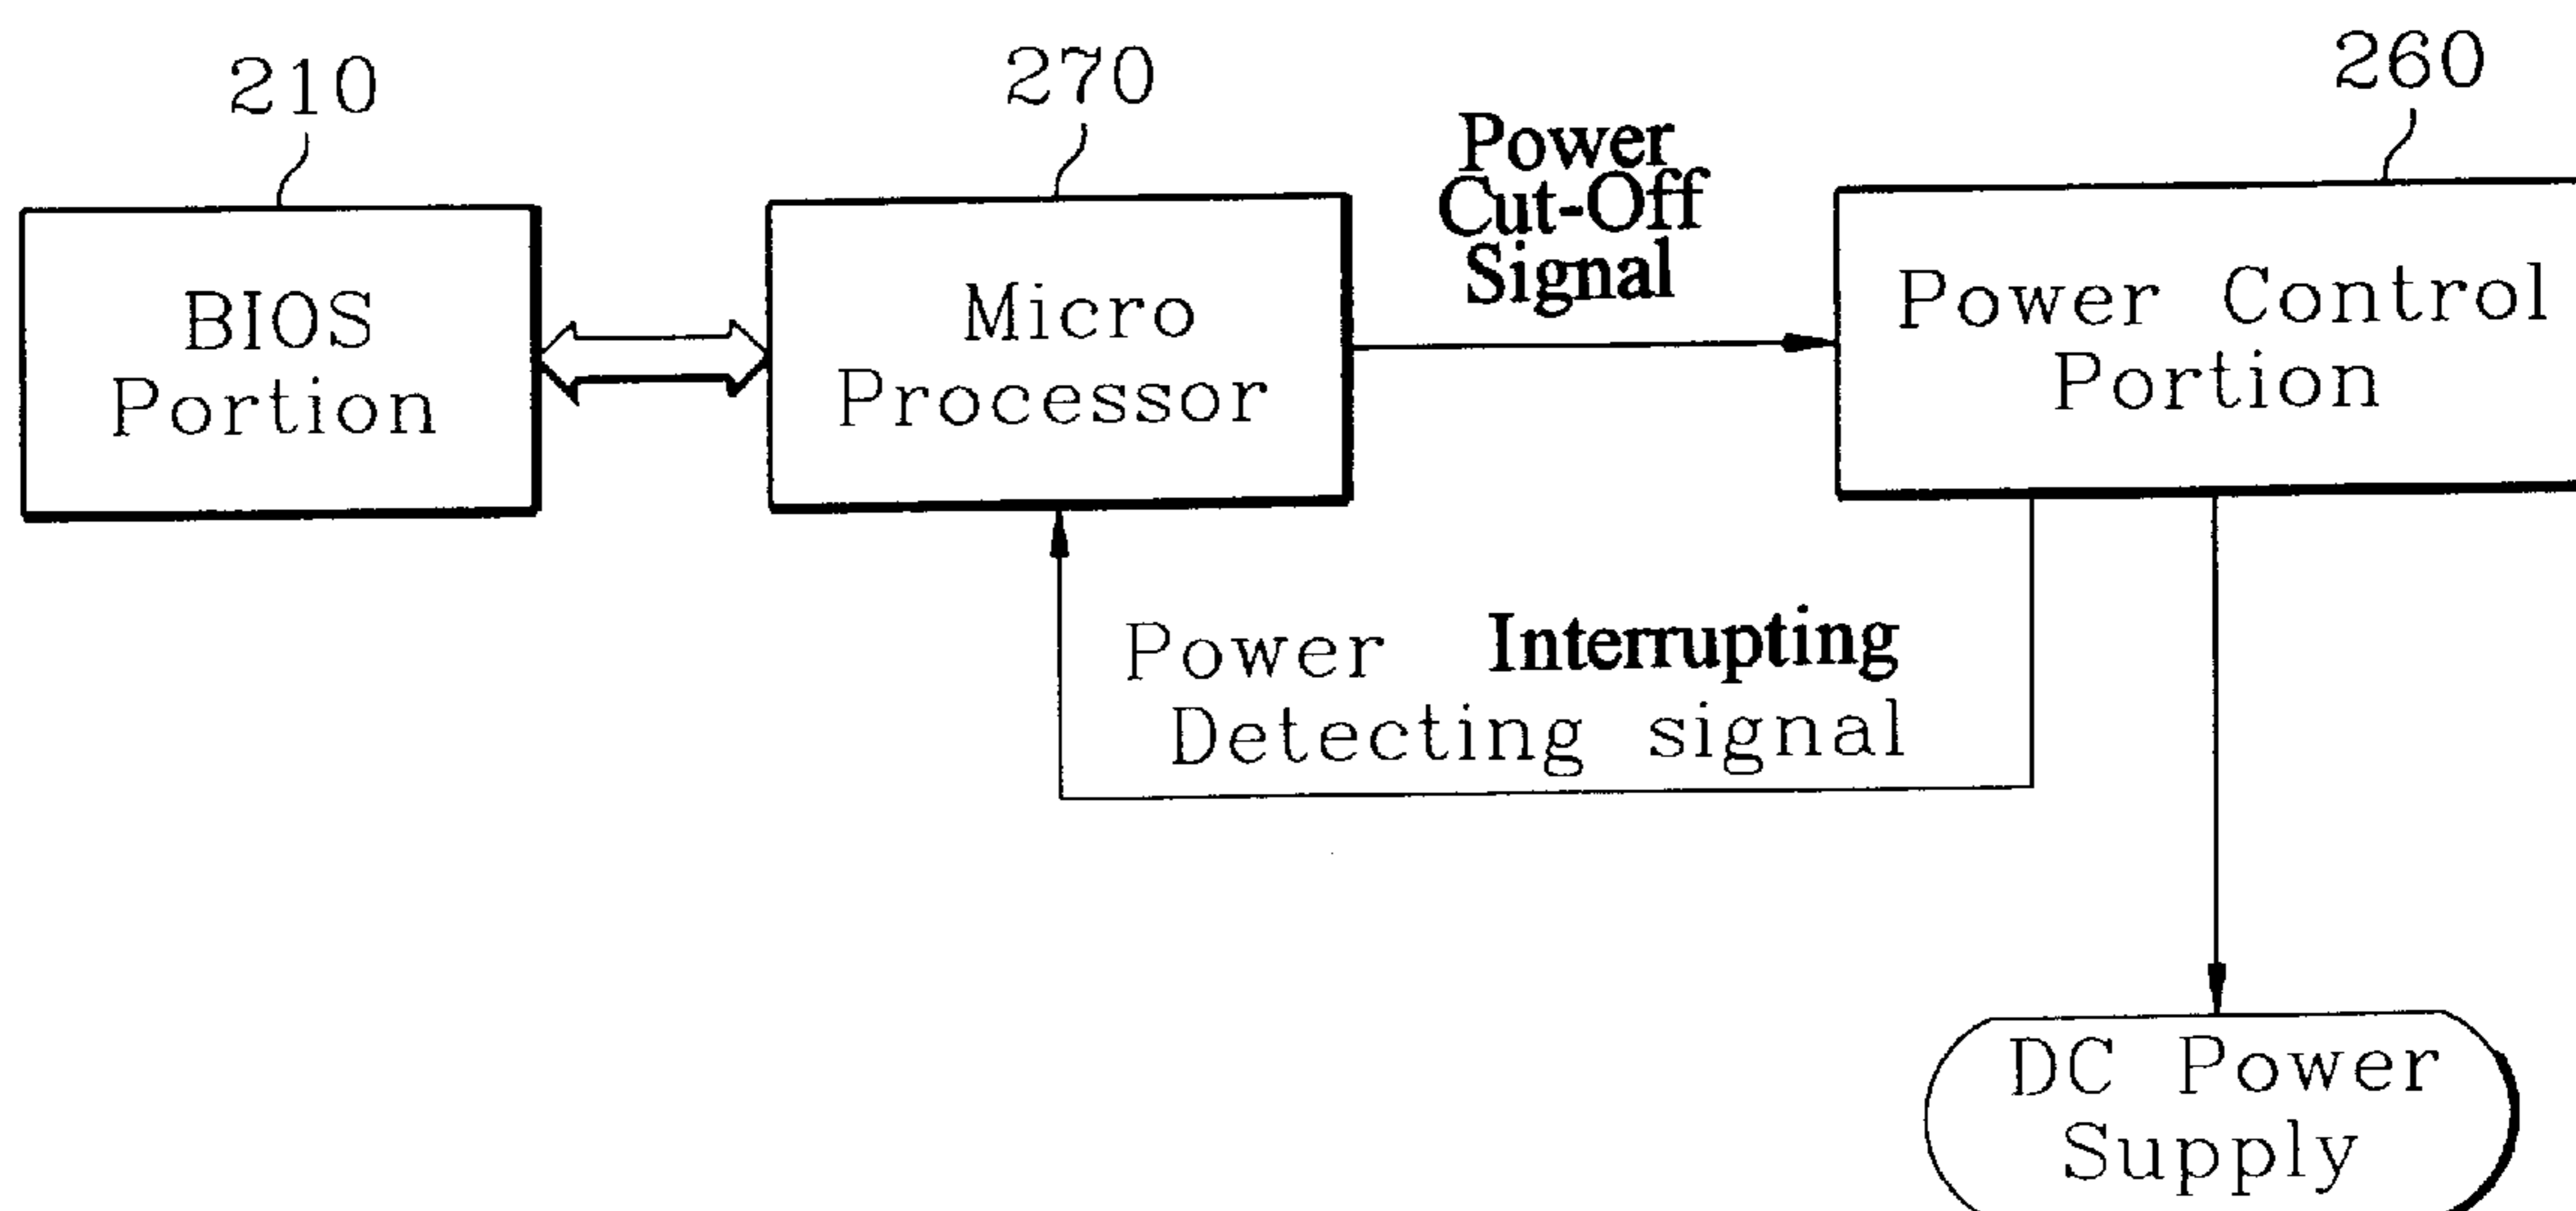 210
270
260
Power
Cut-Off
Signal
BIOS
Portion
Micro
Processor
Power Control
Portion
Power Interrupting
Detecting signal
DC Power
Supply